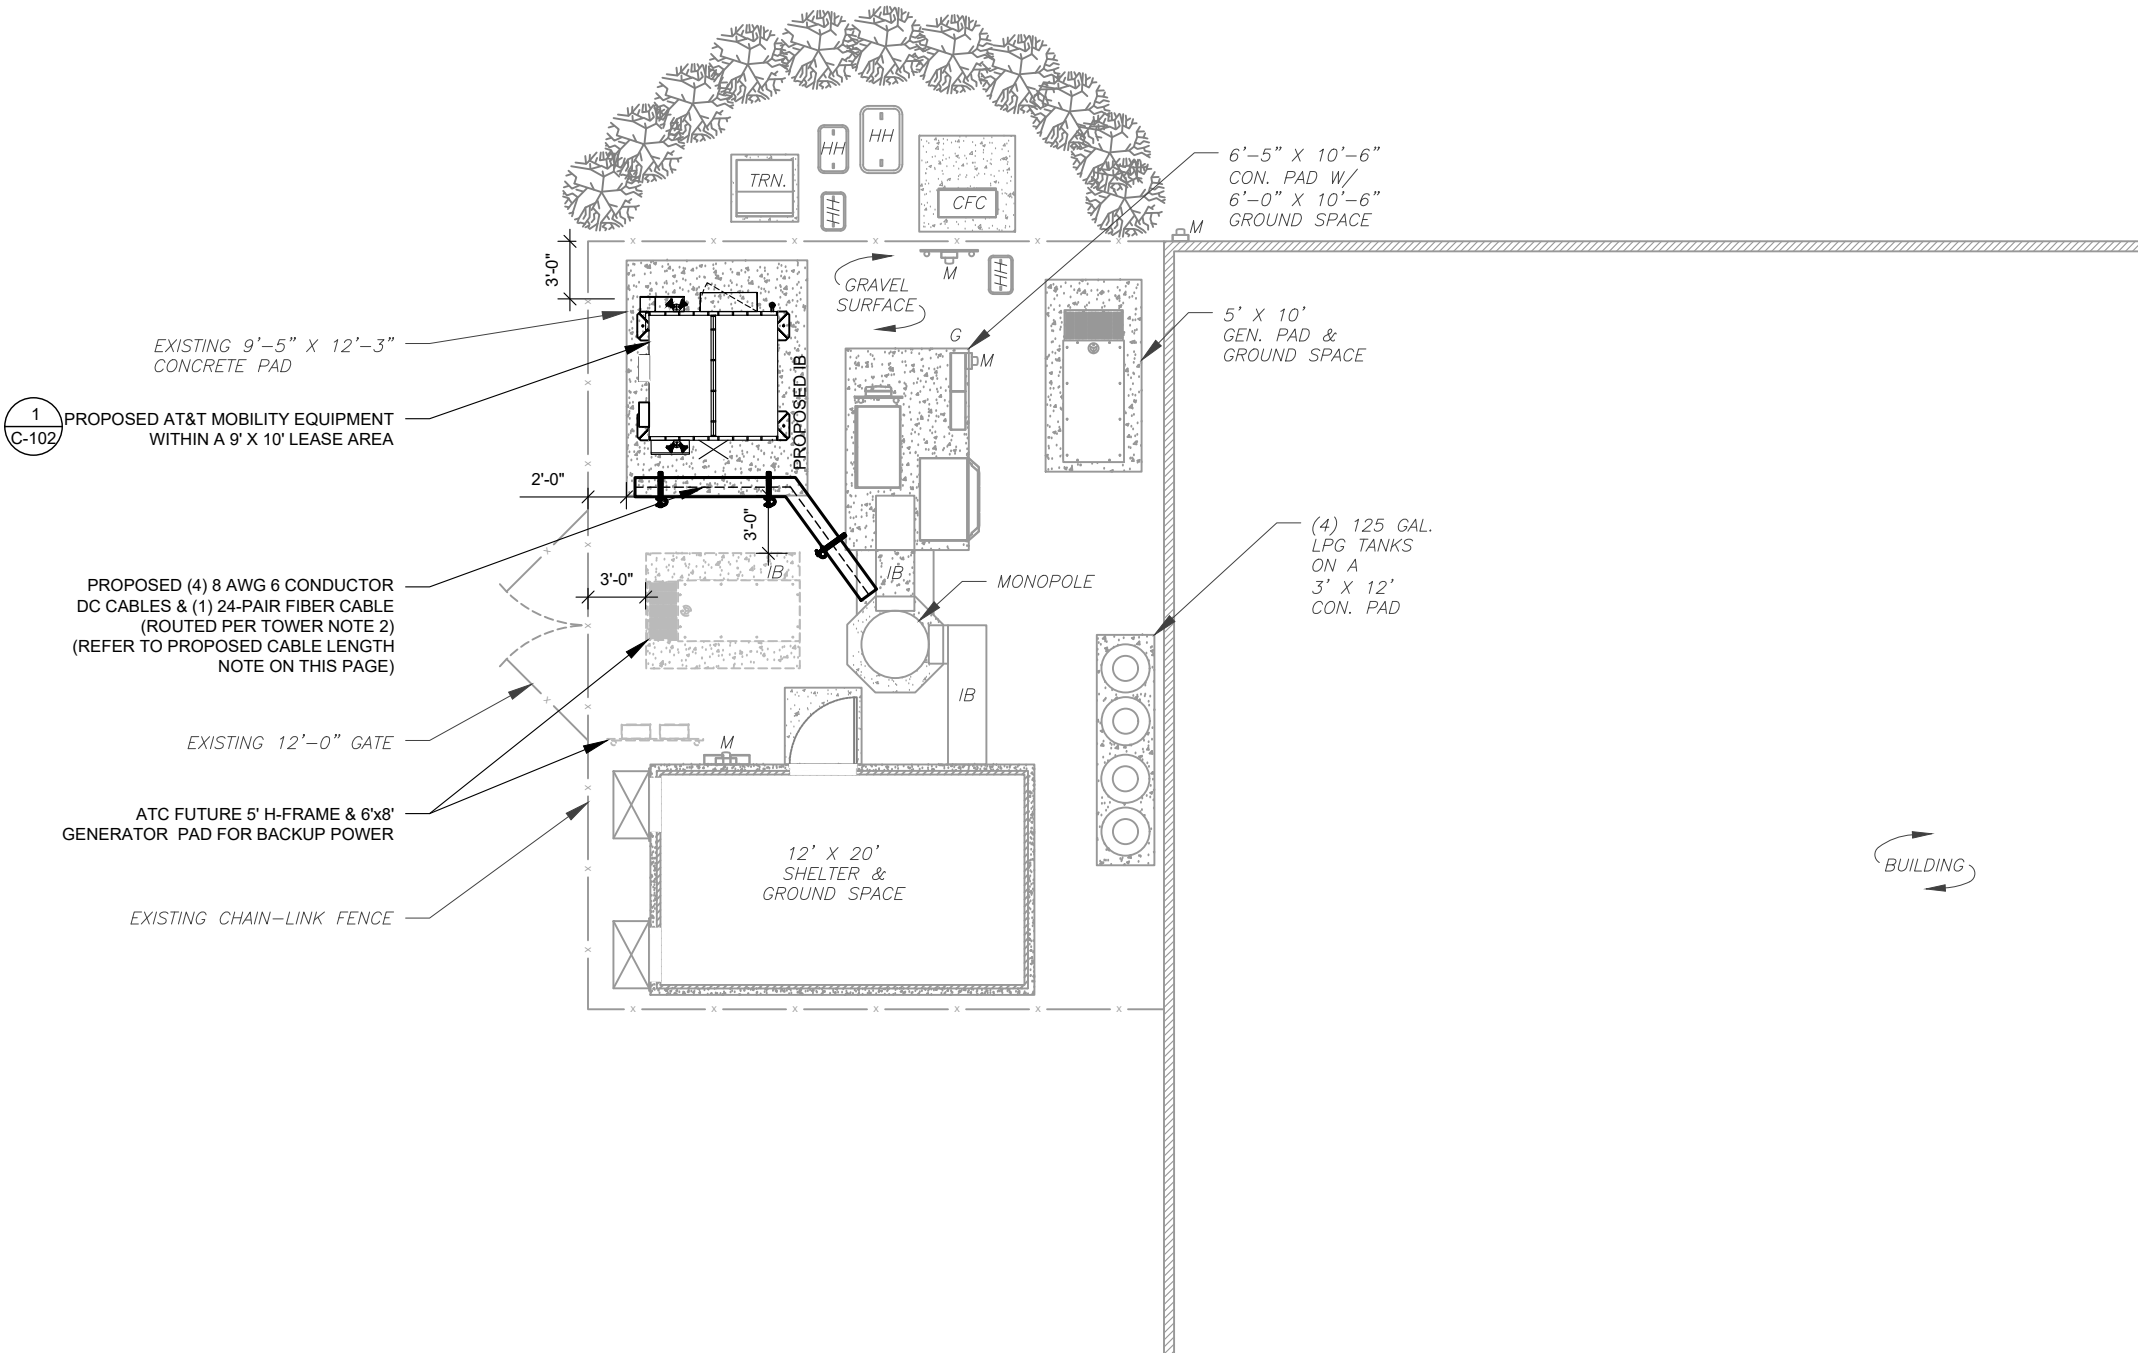 HH
HH
TRN.
CFC
6'-5" X 10'-6"
CON. PAD W/
6'-0" X 10'-6"
GROUND SPACE
M
3'-0"
M
GRAVEL
SURFACE
EXISTING 9'-5" X 12'-3"
CONCRETE PAD
5' X 10'
GEN. PAD &
GROUND SPACE
G
M
PROPOSED IB
1
C-102
PROPOSED AT&T MOBILITY EQUIPMENT
WITHIN A 9' X 10' LEASE AREA
2'-0"
3'-0"
(4) 125 GAL.
LPG TANKS
ON A
3' X 12'
CON. PAD
PROPOSED (4) 8 AWG 6 CONDUCTOR
DC CABLES & (1) 24-PAIR FIBER CABLE
(ROUTED PER TOWER NOTE 2)
(REFER TO PROPOSED CABLE LENGTH
NOTE ON THIS PAGE)
3'-0"
IB
IB
MONOPOLE
IB
EXISTING 12'-0" GATE
M
ATC FUTURE 5' H-FRAME & 6'x8'
GENERATOR PAD FOR BACKUP POWER
12' X 20'
SHELTER &
GROUND SPACE
BUILDING
EXISTING CHAIN-LINK FENCE